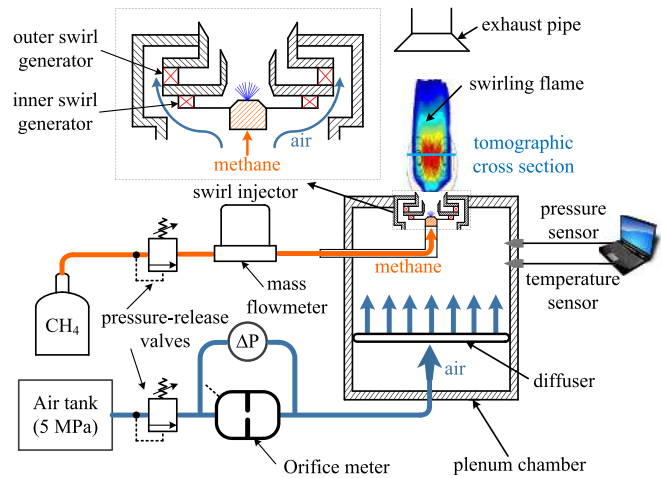 outer swirl
generator
inner swirl
generator
air
methane
exhaust pipe
swirling flame
tomographic
cross section
swirl injector
methane
pressure
sensor
temperature
sensor
mass
flowmeter
CH₄
pressure-release
valves
ΔP
air
diffuser
Air tank
(5 MPa)
Orifice meter
plenum chamber